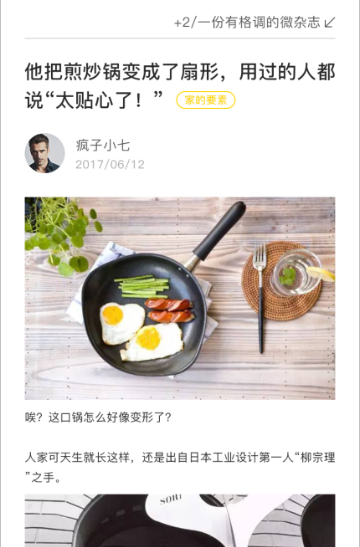 +2/一份有格调的微杂志
他把煎炒锅变成了扇形，用过的人都
说“太贴心了！”
家的要素
疯子小七
2017/06/12
唉？这口锅怎么好像变形了？
人家可天生就长这样，还是出自日本工业设计第一人“柳宗理
”之手。
SORI